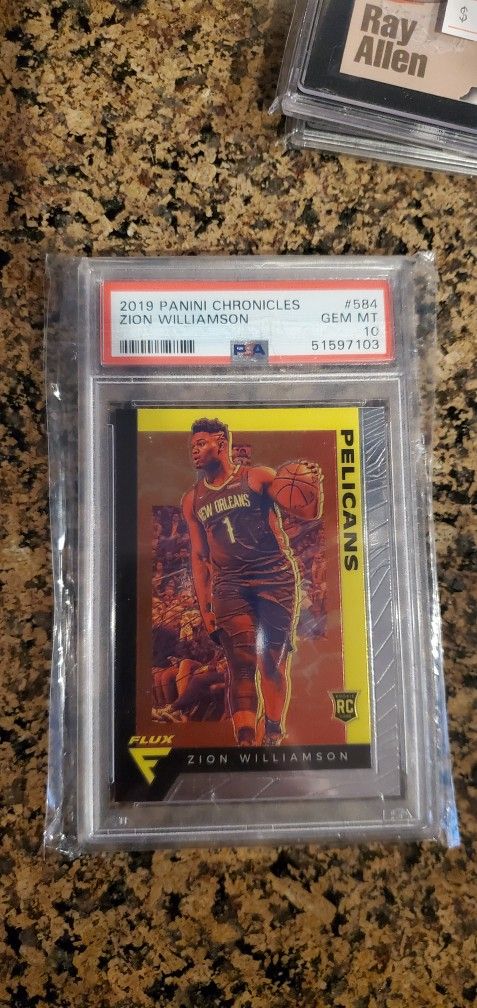 Ray
Allen
$
2019 PANINI CHRONICLES #584
ZION WILLIAMSON GEM MT
10
PSA 51597103
PELICANS
NEW ORLEANS
1
ROOKIE
RC
FLUX
F
ZION WILLIAMSON